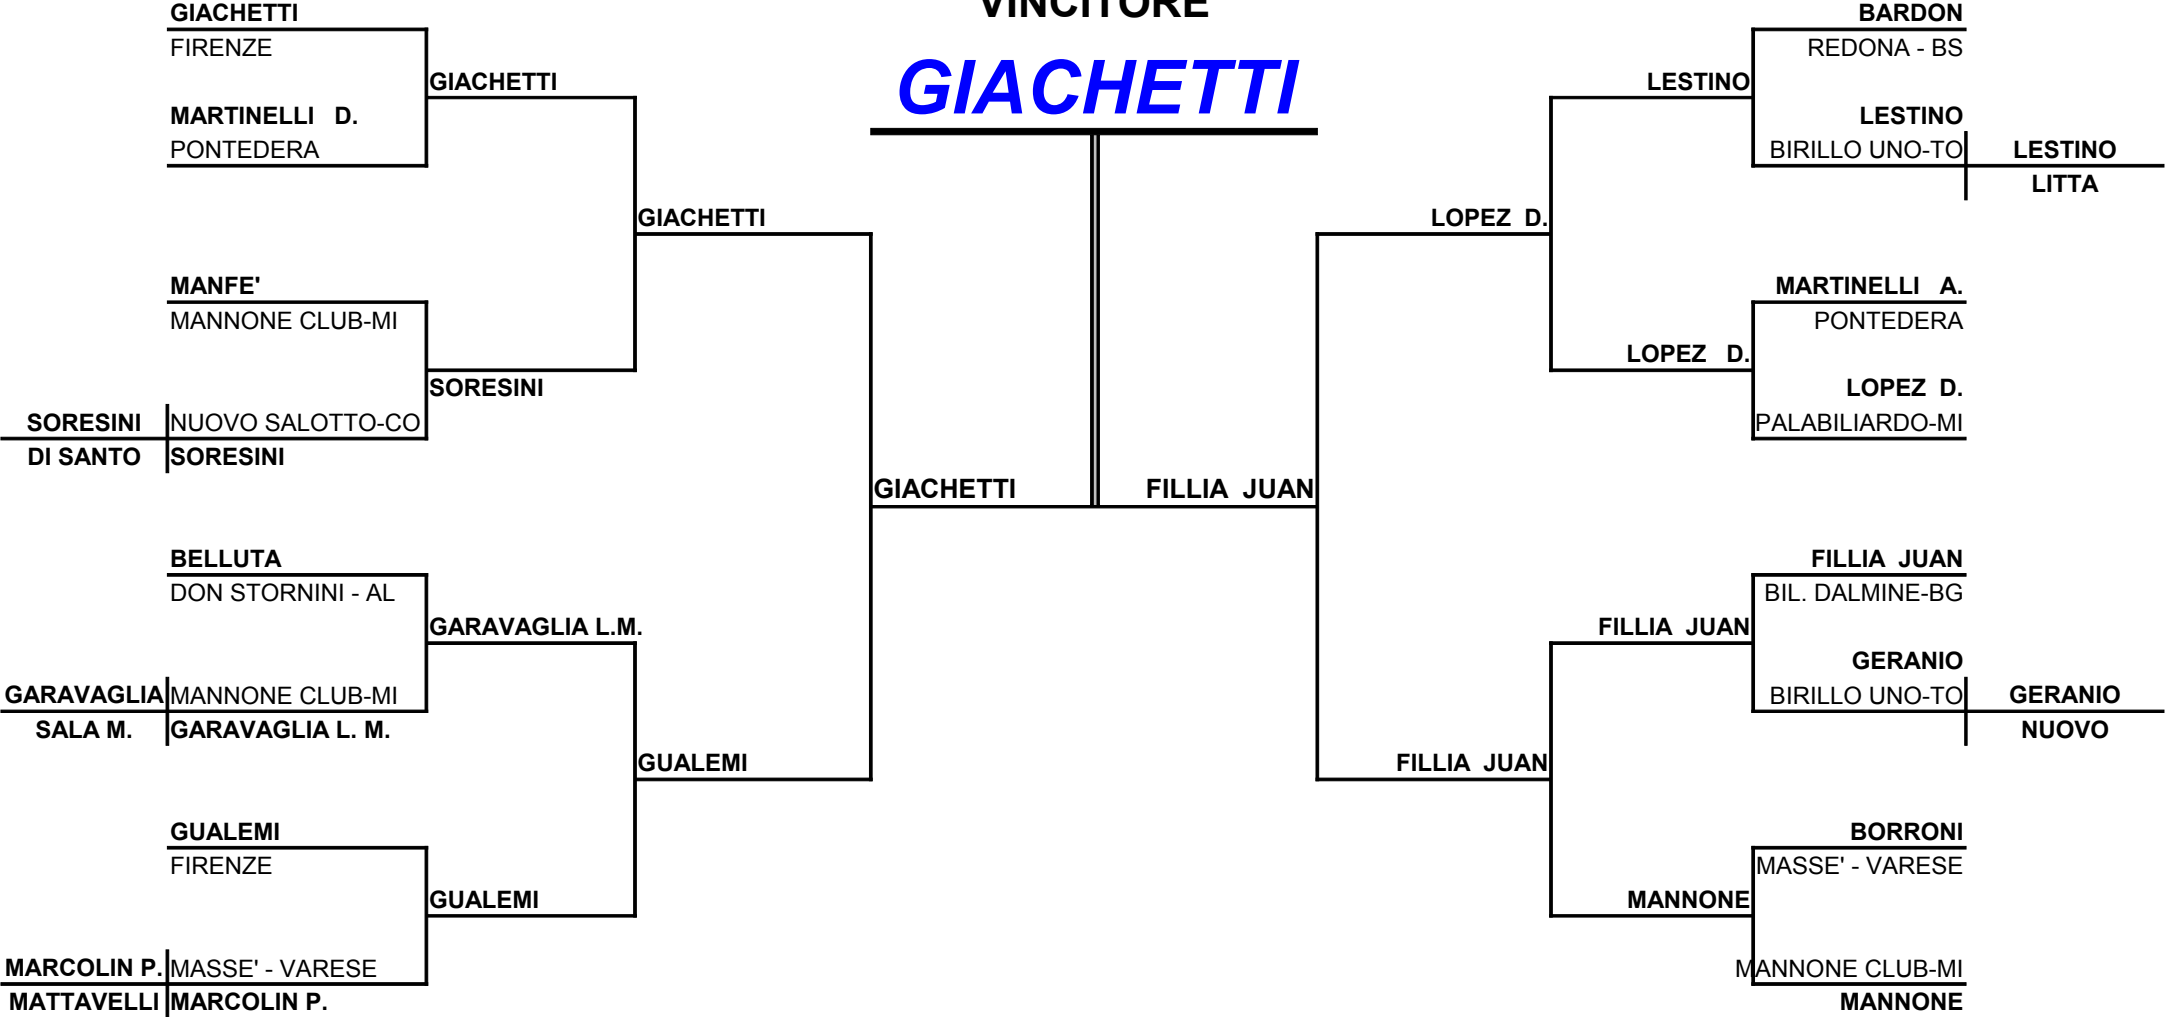 VINCITORE
GIACHETTI
GIACHETTI
FIRENZE
GIACHETTI
MARTINELLI D.
PONTEDERA
GIACHETTI
MANFE'
MANNONE CLUB-MI
SORESINI
SORESINI
NUOVO SALOTTO-CO
DI SANTO
SORESINI
GIACHETTI
BELLUTA
DON STORNINI - AL
GARAVAGLIA L.M.
GARAVAGLIA
MANNONE CLUB-MI
SALA M.
GARAVAGLIA L. M.
GUALEMI
GUALEMI
FIRENZE
GUALEMI
MARCOLIN P.
MASSE' - VARESE
MATTAVELLI
MARCOLIN P.
BARDON
REDONA - BS
LESTINO
LESTINO
BIRILLO UNO-TO
LESTINO
LITTA
LOPEZ D.
MARTINELLI A.
PONTEDERA
LOPEZ D.
LOPEZ D.
PALABILIARDO-MI
FILLIA JUAN
FILLIA JUAN
BIL. DALMINE-BG
FILLIA JUAN
GERANIO
BIRILLO UNO-TO
GERANIO
NUOVO
FILLIA JUAN
BORRONI
MASSE' - VARESE
MANNONE
MANNONE CLUB-MI
MANNONE